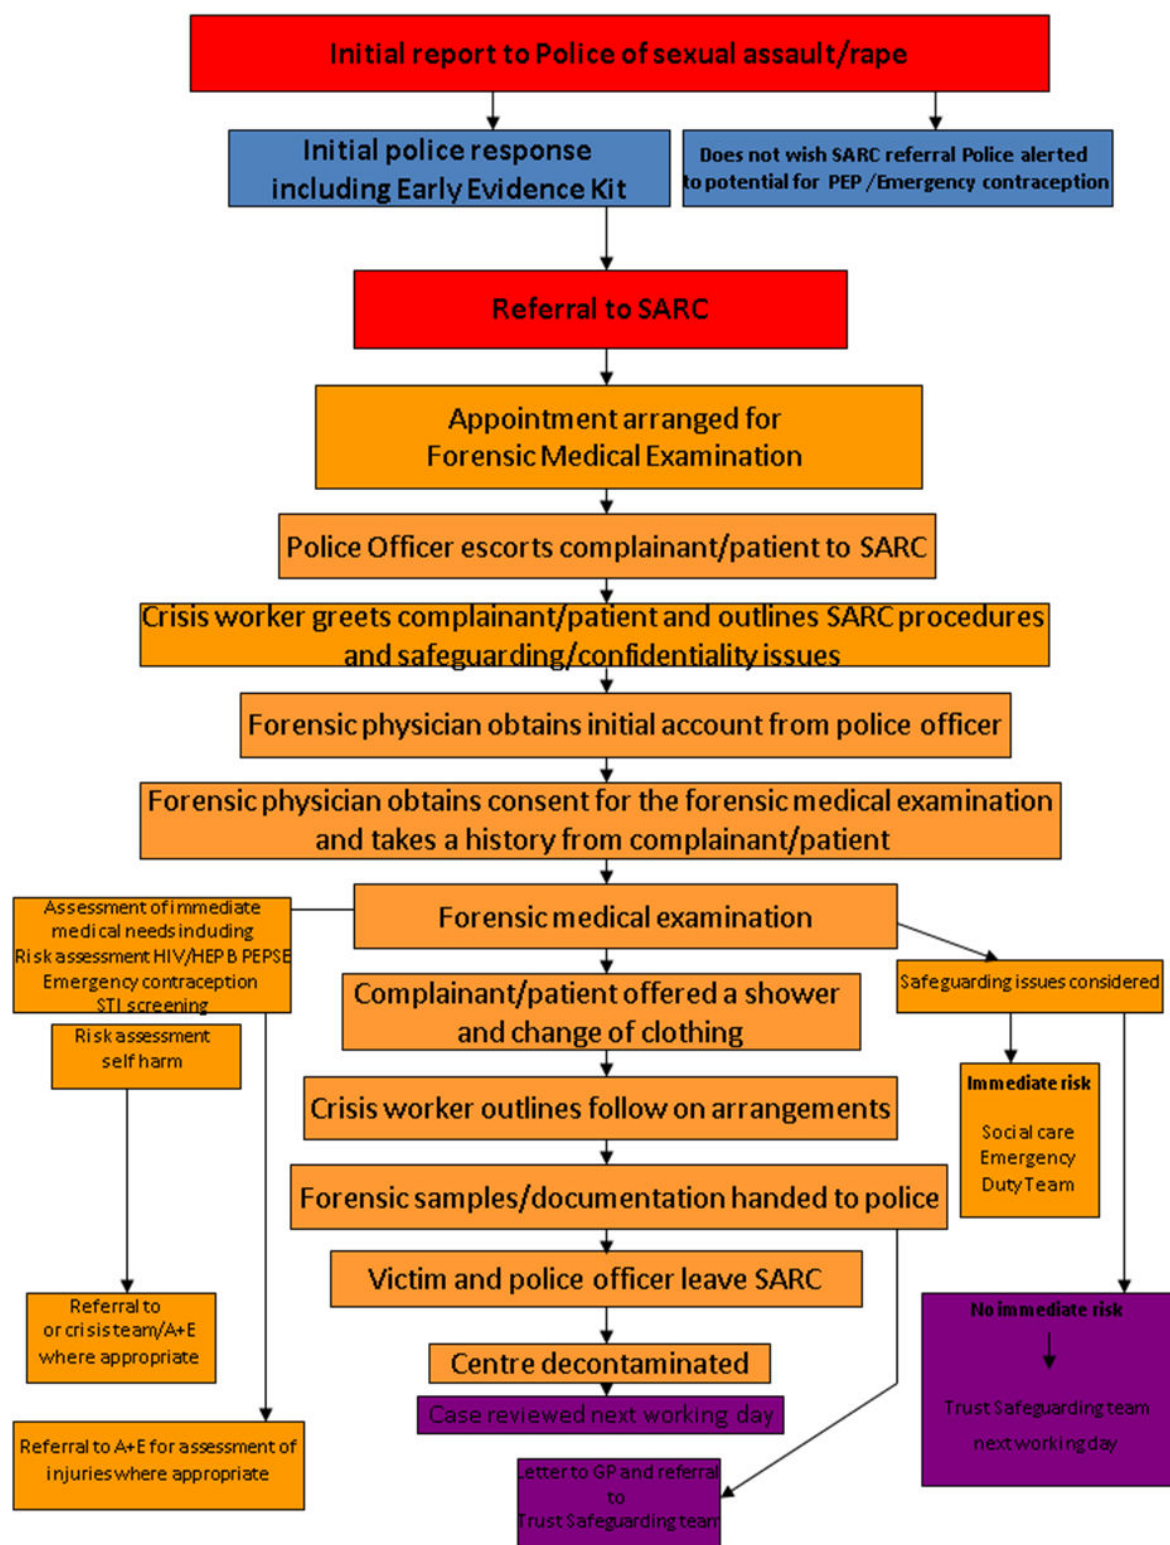 Initial report to Police of sexual assault/rape
Initial police response
including Early Evidence Kit
Does not wish SARC referral Police alerted
to potential for PEP /Emergency contraception
Referral to SARC
Appointment arranged for
Forensic Medical Examination
Police Officer escorts complainant/patient to SARC
Crisis worker greets complainant/patient and outlines SARC procedures
and safeguarding/confidentiality issues
Forensic physician obtains initial account from police officer
Forensic physician obtains consent for the forensic medical examination
and takes a history from complainant/patient
Assessment of immediate
medical needs including
Risk assessment HIV/HEP B PEPSE
Emergency contraception
STI screening
Forensic medical examination
Safeguarding issues considered
Complainant/patient offered a shower
and change of clothing
Risk assessment
self harm
Immediate risk
Social care
Emergency
Duty Team
Crisis worker outlines follow on arrangements
Forensic samples/documentation handed to police
Victim and police officer leave SARC
Referral to
or crisis team/A+E
where appropriate
No immediate risk
Trust Safeguarding team
next working day
Centre decontaminated
Case reviewed next working day
Referral to A+E for assessment of
injuries where appropriate
Letter to GP and referral
to
Trust Safeguarding team